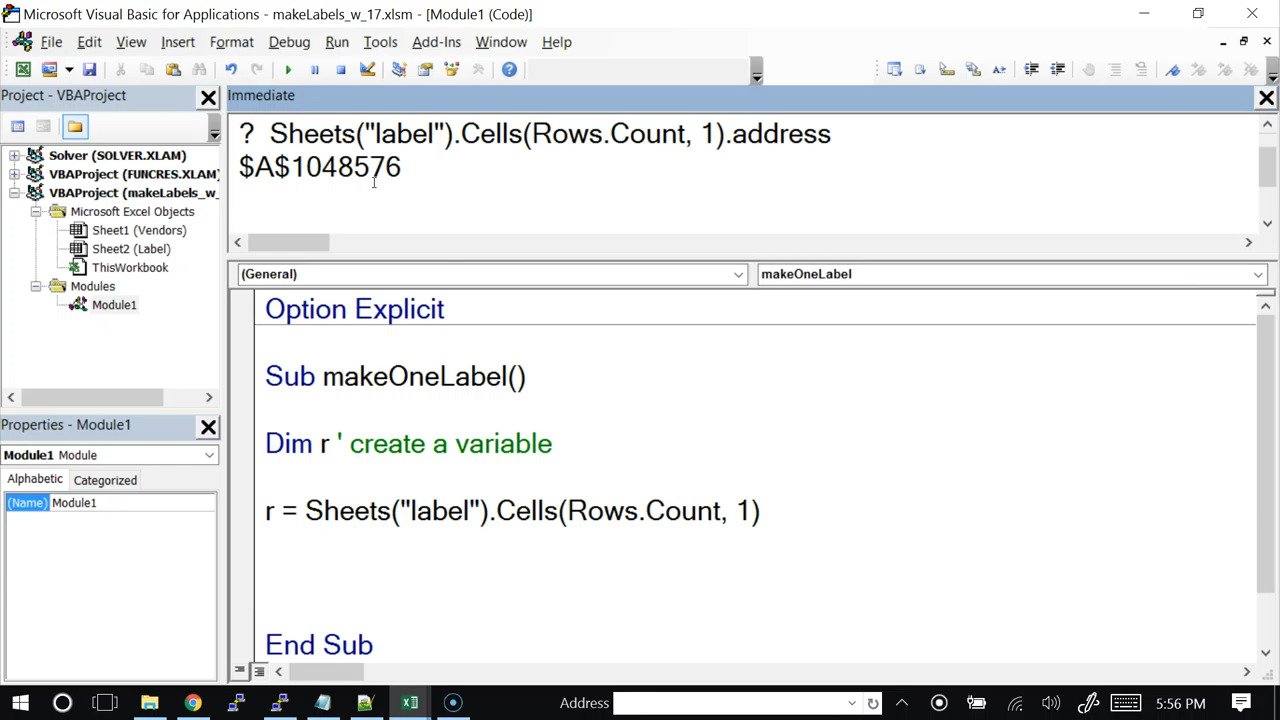 Microsoft Visual Basic for Applications - makeLabels_w_17.xlsm - [Module1 (Code)]
File Edit View Insert Format Debug Run Tools Add-Ins Window Help
Project - VBAProject
Solver (SOLVER.XLAM)
VBAProject (FUNCRES.XLAM)
VBAProject (makeLabels_w_
Microsoft Excel Objects
Sheet1 (Vendors)
Sheet2 (Label)
ThisWorkbook
Modules
Module1
Properties - Module1
Module1 Module
Alphabetic Categorized
(Name) Module1
Immediate
? Sheets("label").Cells(Rows.Count, 1).address
$A$1048576
(General) makeOneLabel
Option Explicit
Sub makeOneLabel()
Dim r ' create a variable
r = Sheets("label").Cells(Rows.Count, 1)
End Sub
Address 5:56 PM